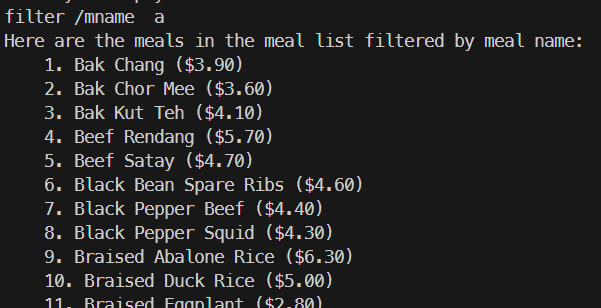 filter /mname  a
Here are the meals in the meal list filtered by meal name:
1. Bak Chang ($3.90)
2. Bak Chor Mee ($3.60)
3. Bak Kut Teh ($4.10)
4. Beef Rendang ($5.70)
5. Beef Satay ($4.70)
6. Black Bean Spare Ribs ($4.60)
7. Black Pepper Beef ($4.40)
8. Black Pepper Squid ($4.30)
9. Braised Abalone Rice ($6.30)
10. Braised Duck Rice ($5.00)
11. Braised Eggplant ($2.80)